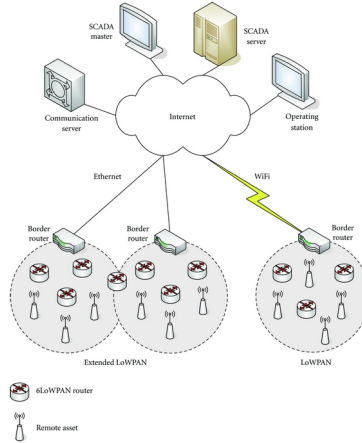 SCADA
master
SCADA
server
Communication
server
Internet
Operating
station
Ethernet
WiFi
Border
router
Border
router
Border
router
Extended LoWPAN
LoWPAN
6LoWPAN router
Remote asset